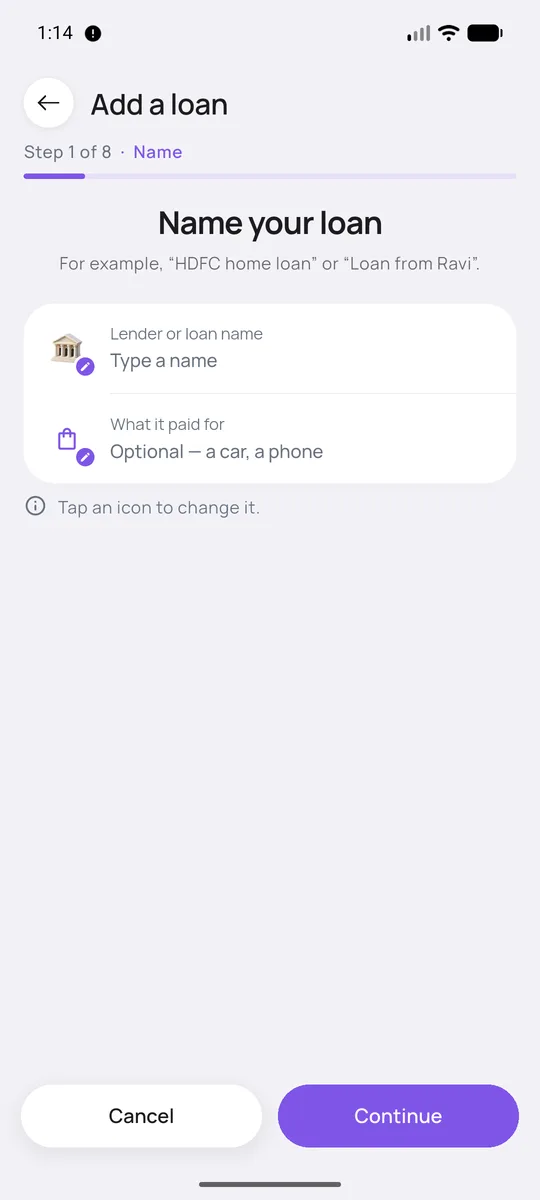 1:14
Add a loan
Step 1 of 8 · Name
Name your loan
For example, “HDFC home loan” or “Loan from Ravi”.
Lender or loan name
Type a name
What it paid for
Optional — a car, a phone
Tap an icon to change it.
Cancel
Continue